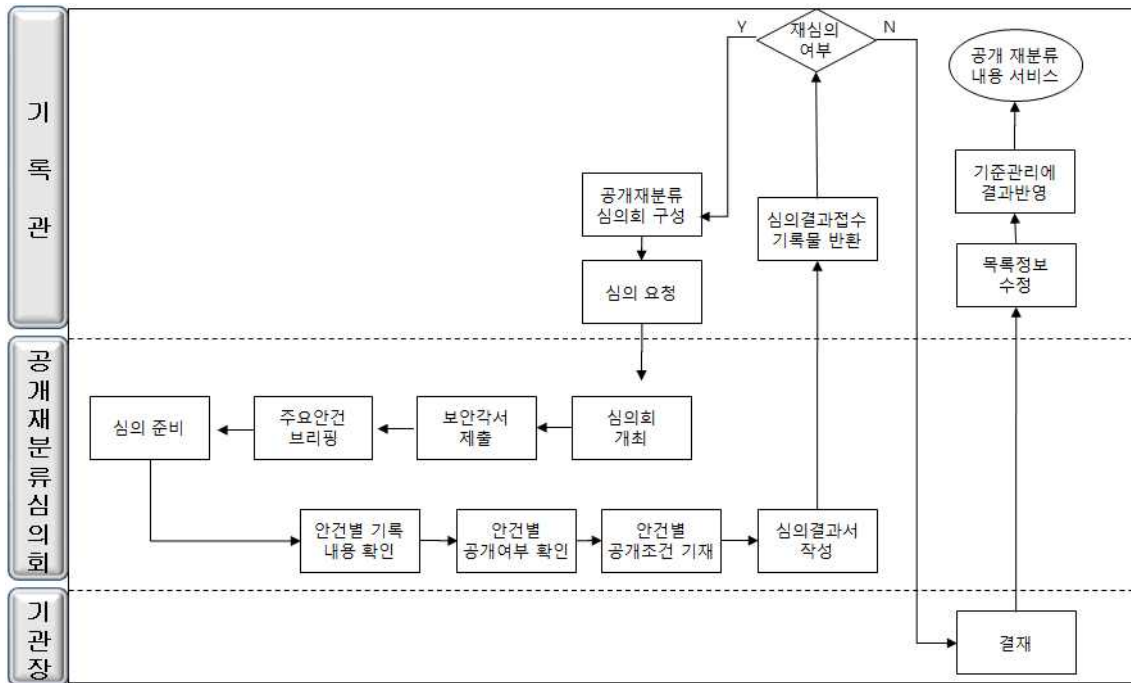 기
록
관
Y
재심의
여부
N
공개 재분류
내용 서비스
공개재분류
심의회 구성
심의결과접수
기록물 반환
기준관리에
결과반영
심의 요청
목록정보
수정
공
개
재
분
류
심
의
회
심의 준비
주요안건
브리핑
보안각서
제출
심의회
개최
안건별 기록
내용 확인
안건별
공개여부 확인
안건별
공개조건 기재
심의결과서
작성
기
관
장
결재